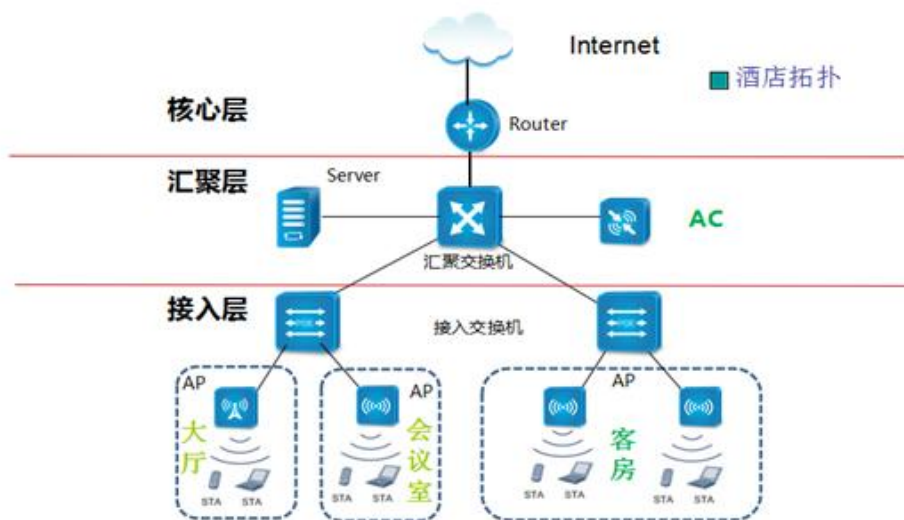 Internet
酒店拓扑
核心层
Router
汇聚层
Server
AC
汇聚交换机
接入层
接入交换机
AP
大厅
STA STA
AP
会议室
STA STA
AP
客房
STA STA
STA STA